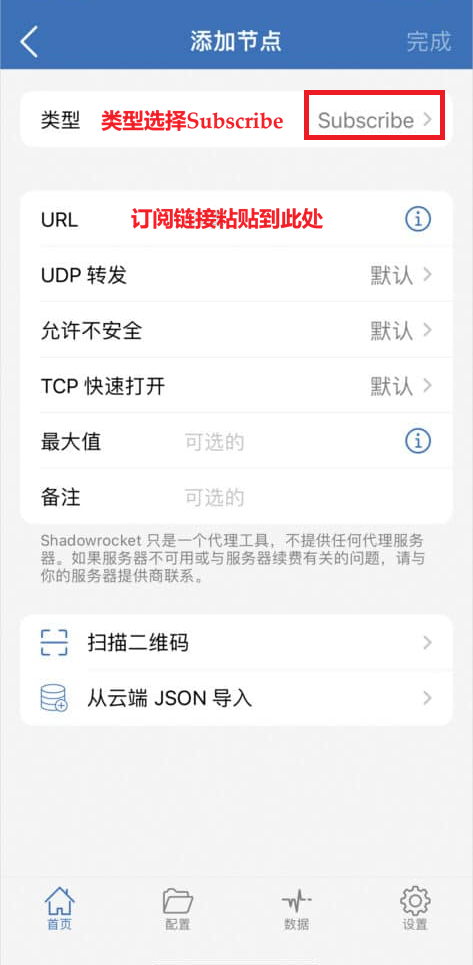 添加节点
完成
类型 类型选择Subscribe Subscribe
URL 订阅链接粘贴到此处
UDP 转发 默认
允许不安全 默认
TCP 快速打开 默认
最大值 可选的
备注 可选的
Shadowrocket 只是一个代理工具，不提供任何代理服务
器。如果服务器不可用或与服务器续费有关的问题，请与
你的服务器提供商联系。
扫描二维码
从云端 JSON 导入
首页 配置 数据 设置